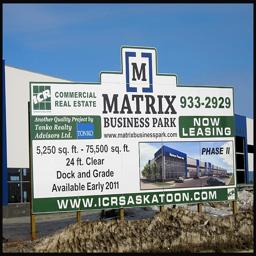 M
ICR
COMMERCIAL
REAL ESTATE
MATRIX
BUSINESS PARK
933-2929
NOW
LEASING
Another Quality Project by
Tonko Realty
Advisors Ltd.
TONKO
www.matrixbusinesspark.com
5,250 sq. ft. - 75,500 sq. ft.
24 ft. Clear
Dock and Grade
Available Early 2011
PHASE II
WWW.ICRSASKATOON.COM